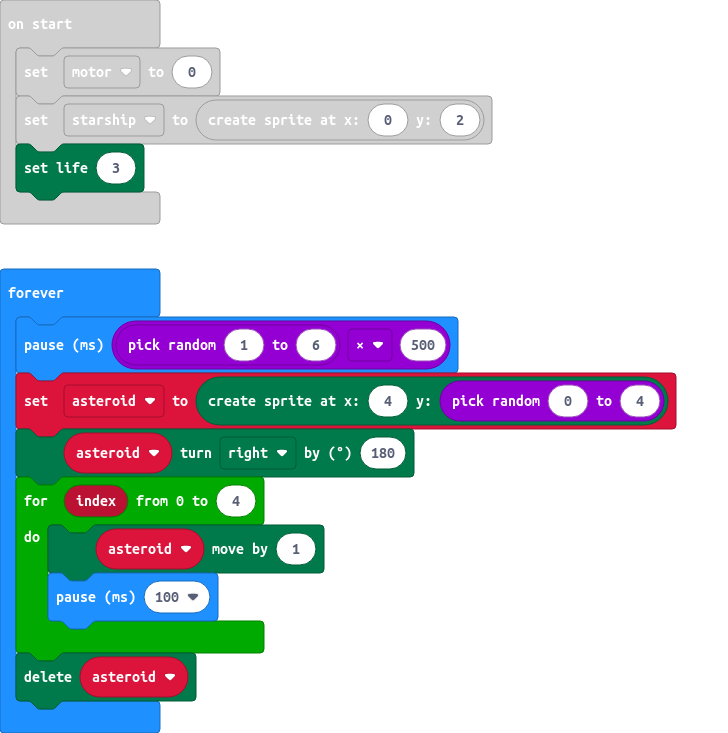 on start
set motor to 0
set starship to create sprite at x: 0 y: 2
set life 3
forever
pause (ms) pick random 1 to 6 × 500
set asteroid to create sprite at x: 4 y: pick random 0 to 4
asteroid turn right by (°) 180
for index from 0 to 4
do
asteroid move by 1
pause (ms) 100
delete asteroid